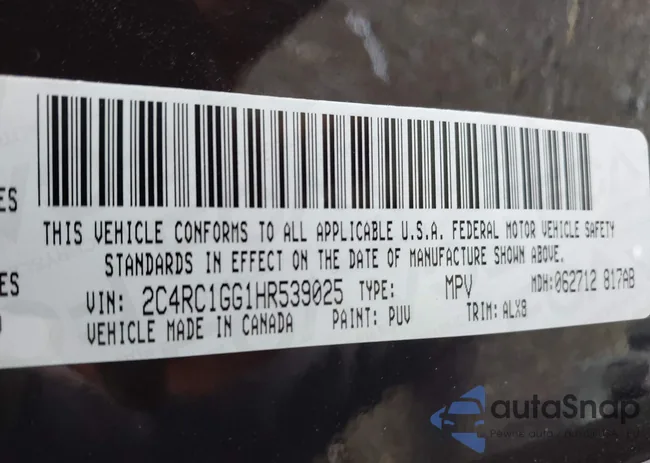 ES
THIS VEHICLE CONFORMS TO ALL APPLICABLE U.S.A. FEDERAL MOTOR VEHICLE SAFETY
STANDARDS IN EFFECT ON THE DATE OF MANUFACTURE SHOWN ABOVE.
ES
VIN: 2C4RC1GG1HR539025 TYPE: MPV MDH:062712 817AB
VEHICLE MADE IN CANADA PAINT: PUV TRIM: ALX8
autaSnap